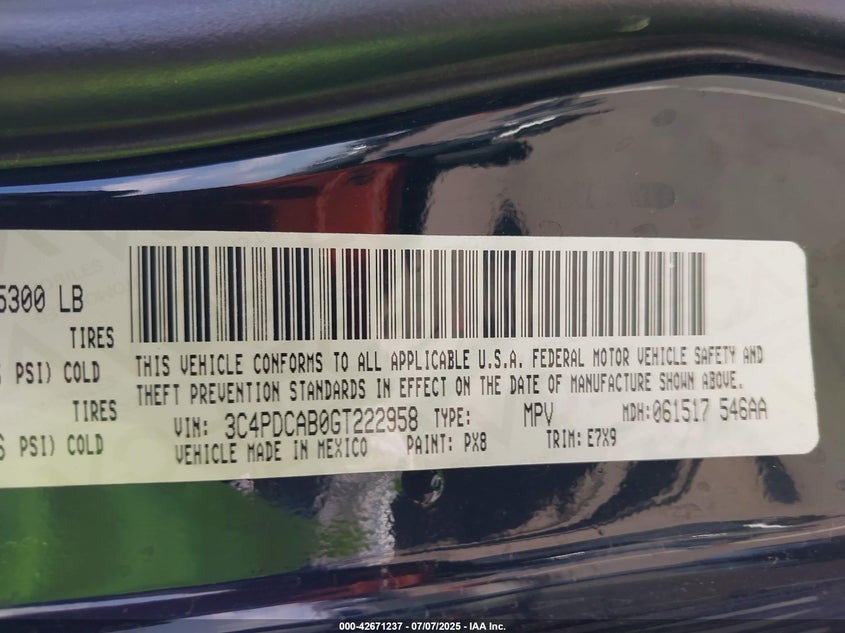 5300 LB
TIRES
PSI) COLD
TIRES
PSI) COLD
THIS VEHICLE CONFORMS TO ALL APPLICABLE U.S.A. FEDERAL MOTOR VEHICLE SAFETY AND
THEFT PREVENTION STANDARDS IN EFFECT ON THE DATE OF MANUFACTURE SHOWN ABOVE.
VIN: 3C4PDCAB0GT222958 TYPE: MPV MDH:061517 546AA
VEHICLE MADE IN MEXICO PAINT: PX8 TRIM: E7X9
000-42671237 - 07/07/2025 - IAA Inc.